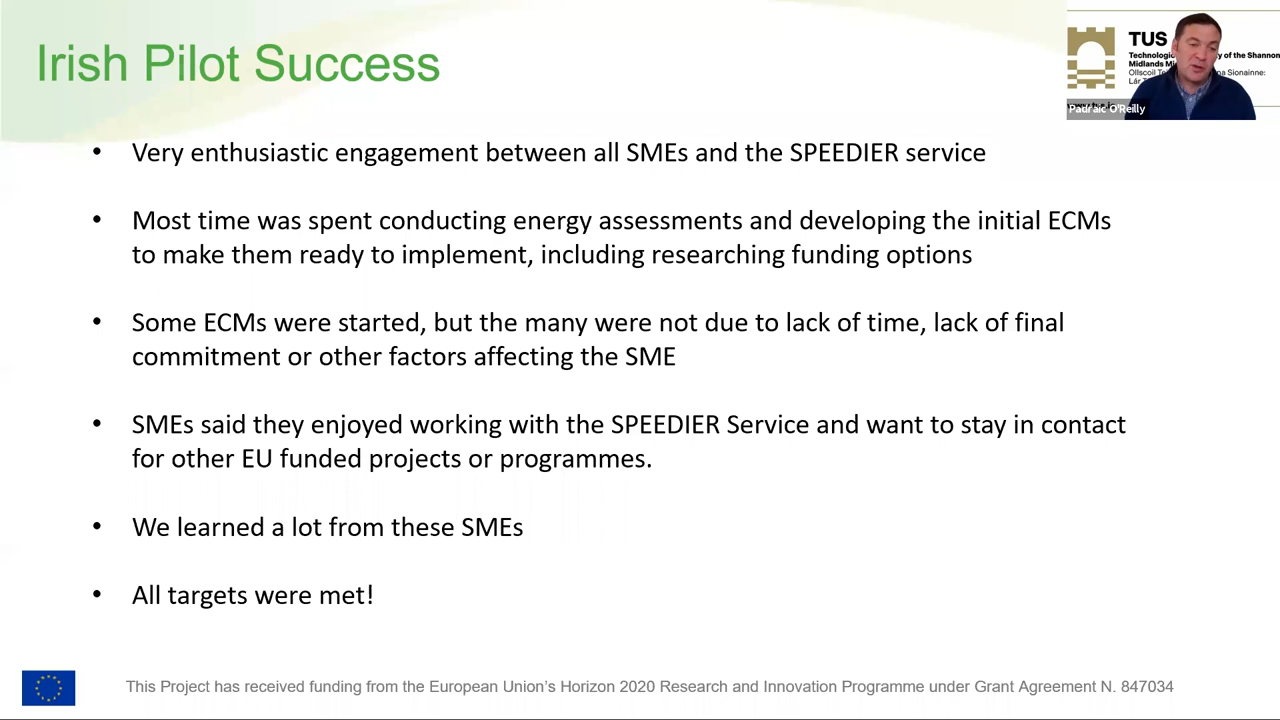 Irish Pilot Success
TUS
Technologic y of the Shannon
Midlands Mi
Ollscoil Te na Sionainne:
Lár T
Padraic O'Reilly
• Very enthusiastic engagement between all SMEs and the SPEEDIER service
• Most time was spent conducting energy assessments and developing the initial ECMs
to make them ready to implement, including researching funding options
• Some ECMs were started, but the many were not due to lack of time, lack of final
commitment or other factors affecting the SME
• SMEs said they enjoyed working with the SPEEDIER Service and want to stay in contact
for other EU funded projects or programmes.
• We learned a lot from these SMEs
• All targets were met!
This Project has received funding from the European Union's Horizon 2020 Research and Innovation Programme under Grant Agreement N. 847034